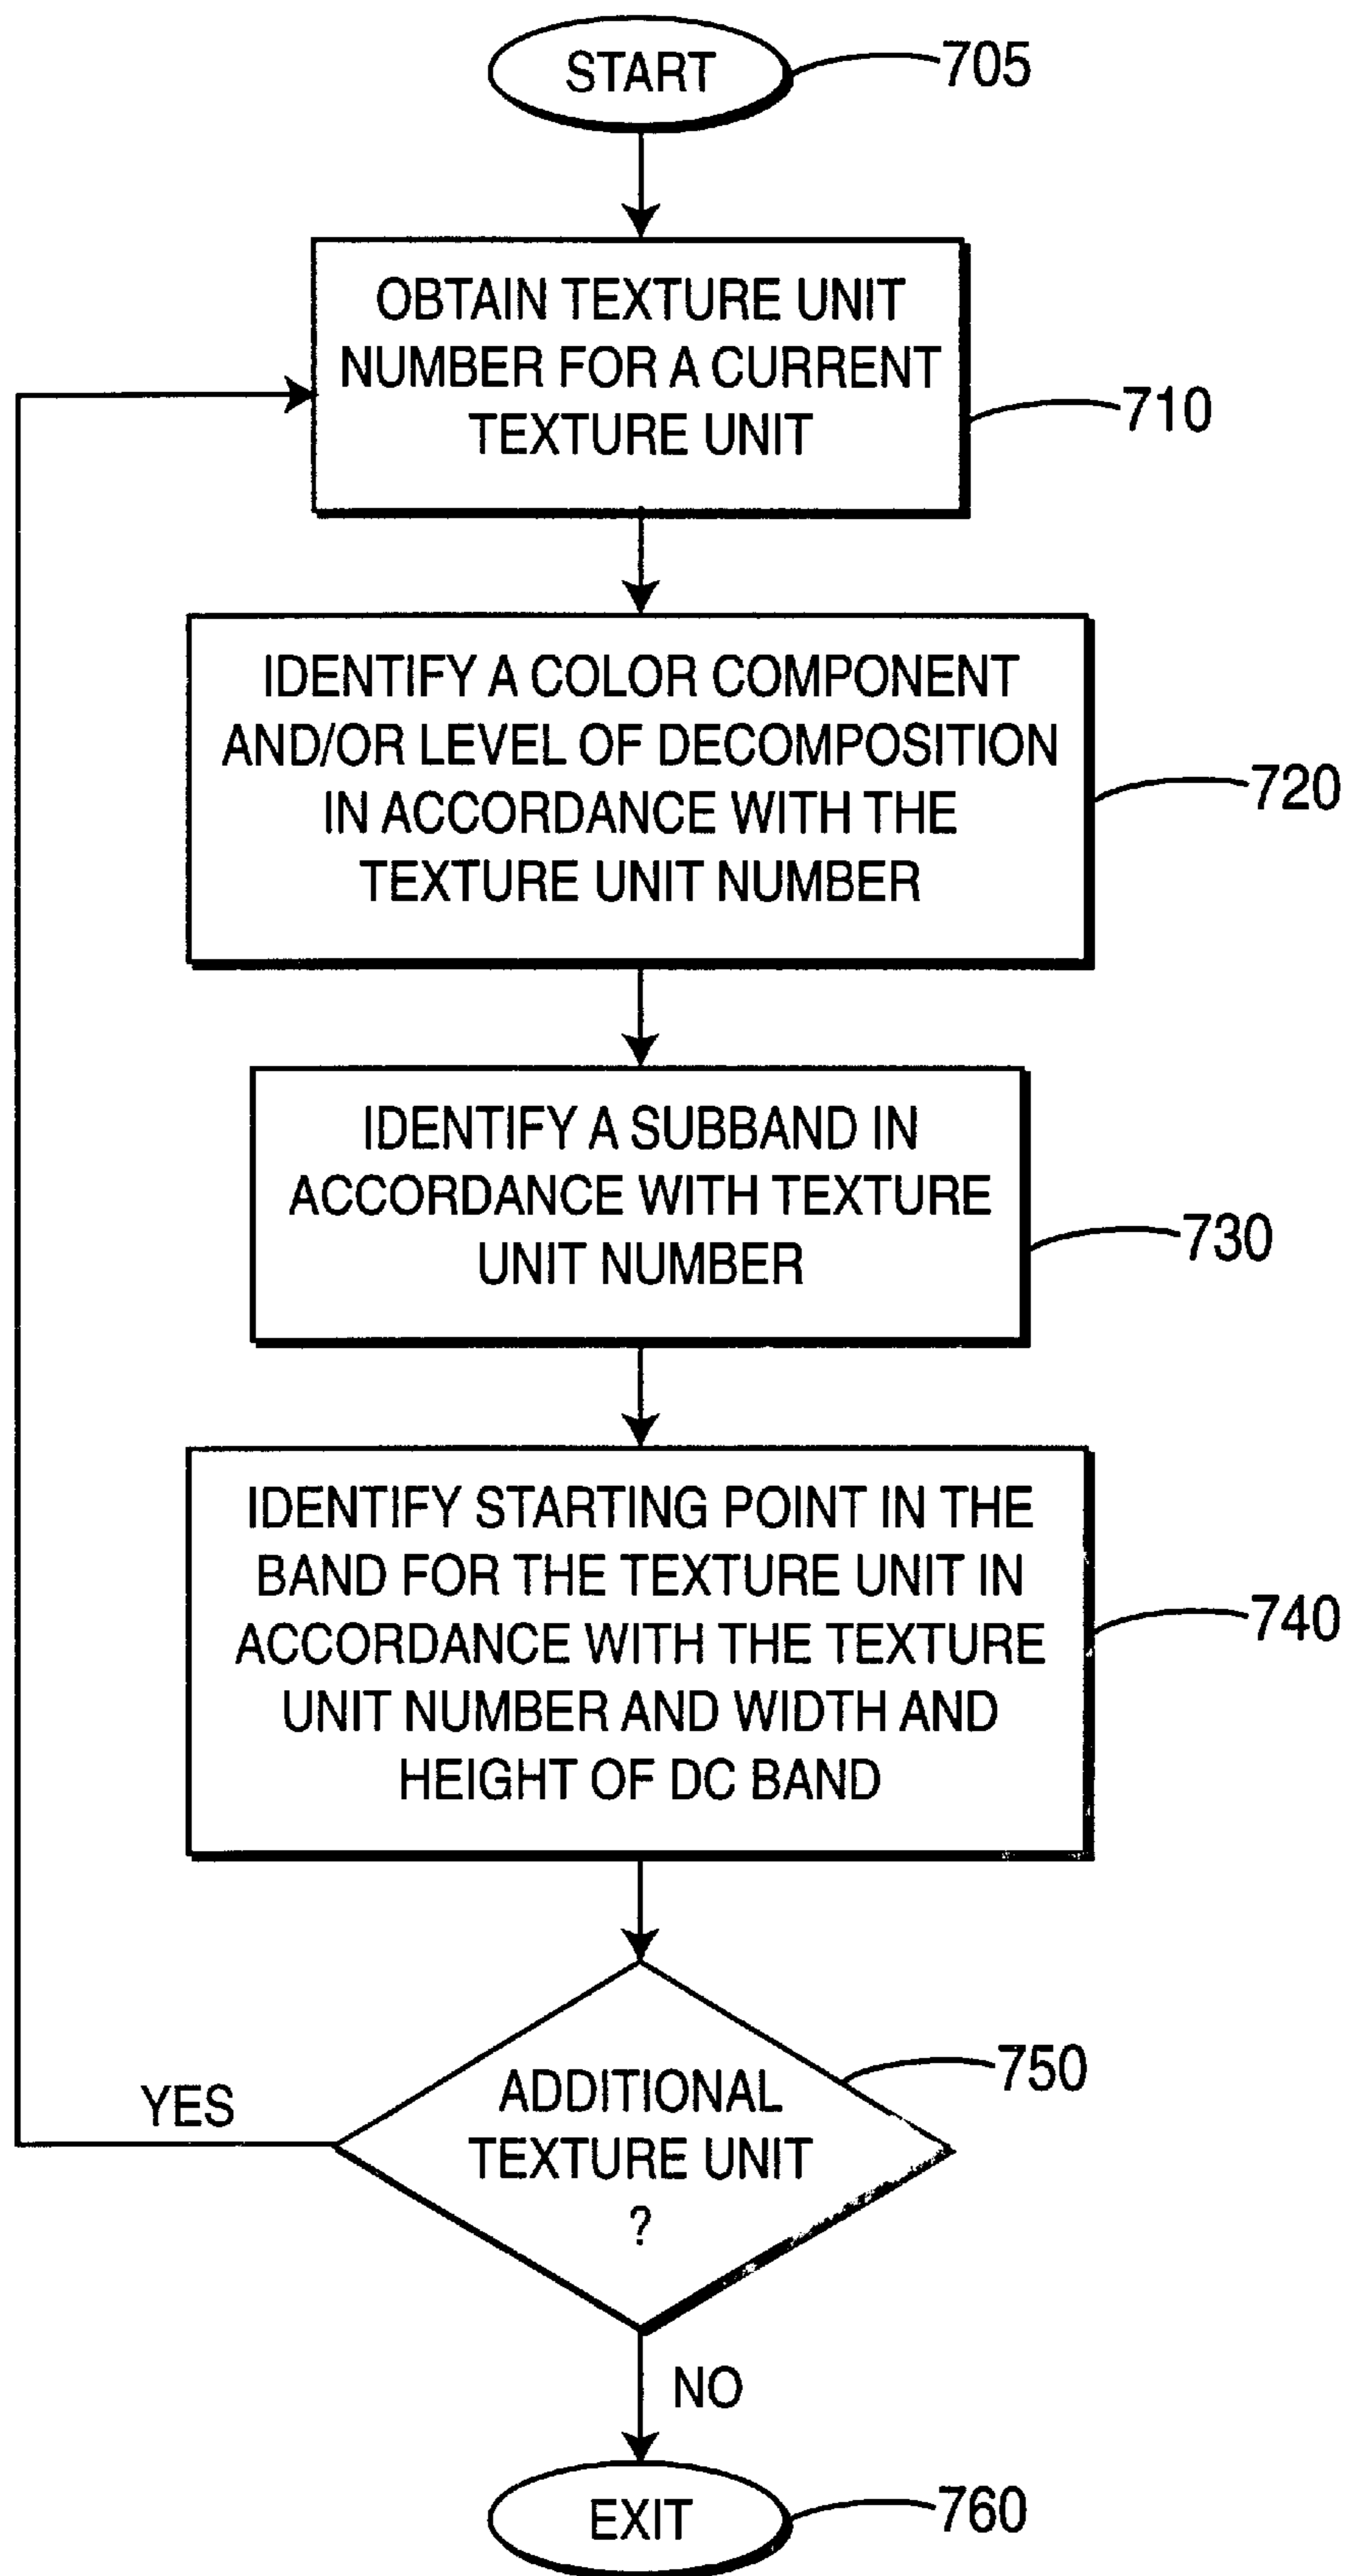 START
705
OBTAIN TEXTURE UNIT
NUMBER FOR A CURRENT
TEXTURE UNIT
710
IDENTIFY A COLOR COMPONENT
AND/OR LEVEL OF DECOMPOSITION
IN ACCORDANCE WITH THE
TEXTURE UNIT NUMBER
720
IDENTIFY A SUBBAND IN
ACCORDANCE WITH TEXTURE
UNIT NUMBER
730
IDENTIFY STARTING POINT IN THE
BAND FOR THE TEXTURE UNIT IN
ACCORDANCE WITH THE TEXTURE
UNIT NUMBER AND WIDTH AND
HEIGHT OF DC BAND
740
ADDITIONAL
TEXTURE UNIT
?
750
YES
NO
EXIT
760